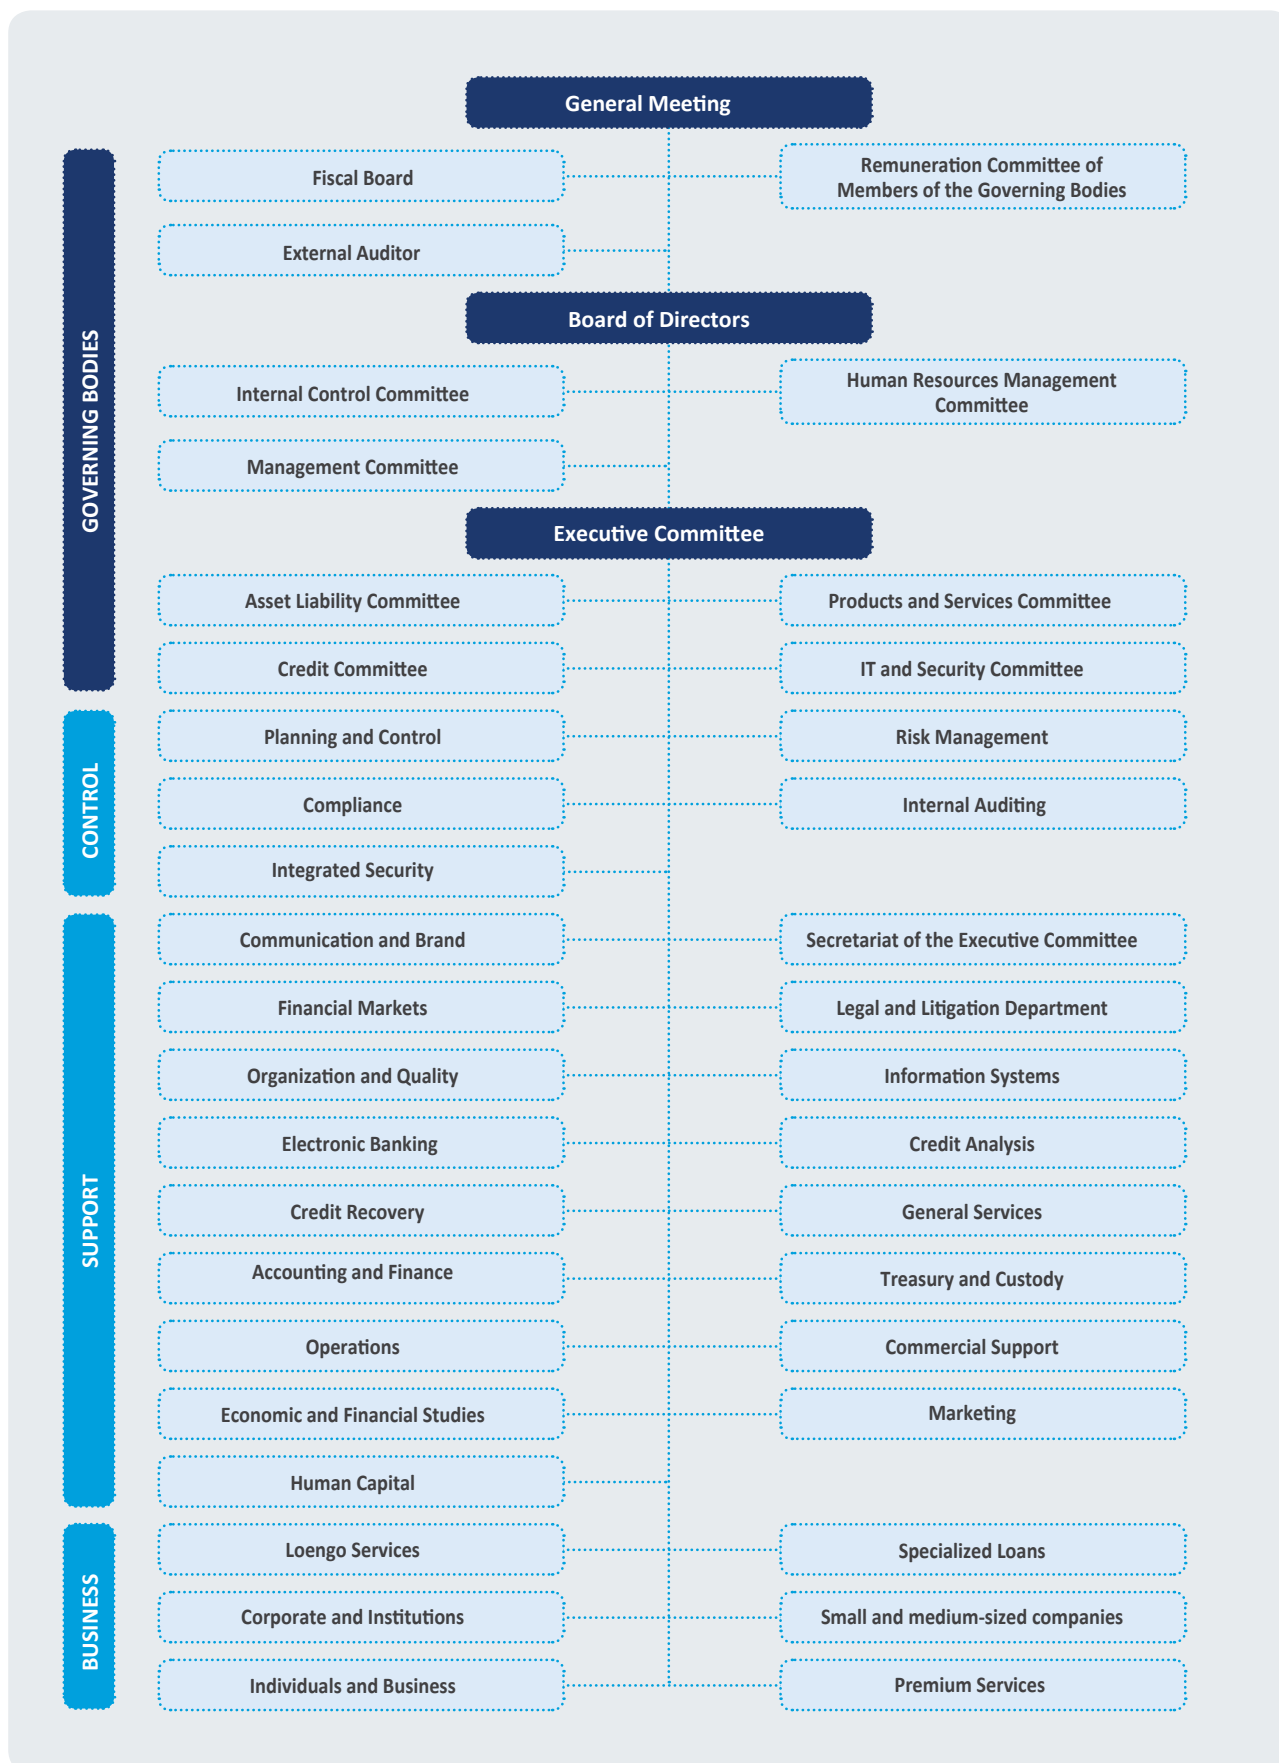 General Meeting
GOVERNING BODIES
Fiscal Board
Remuneration Committee of
Members of the Governing Bodies
External Auditor
Board of Directors
Internal Control Committee
Human Resources Management
Committee
Management Committee
Executive Committee
Asset Liability Committee
Products and Services Committee
Credit Committee
IT and Security Committee
CONTROL
Planning and Control
Risk Management
Compliance
Internal Auditing
Integrated Security
SUPPORT
Communication and Brand
Secretariat of the Executive Committee
Financial Markets
Legal and Litigation Department
Organization and Quality
Information Systems
Electronic Banking
Credit Analysis
Credit Recovery
General Services
Accounting and Finance
Treasury and Custody
Operations
Commercial Support
Economic and Financial Studies
Marketing
Human Capital
BUSINESS
Loengo Services
Specialized Loans
Corporate and Institutions
Small and medium-sized companies
Individuals and Business
Premium Services